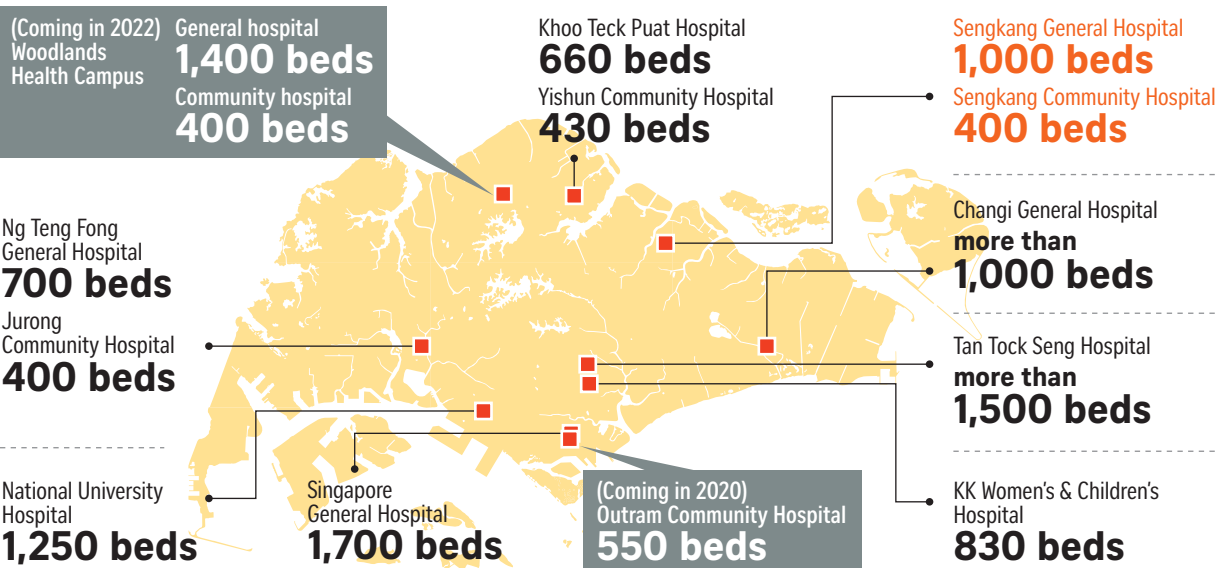 (Coming in 2022)
Woodlands
Health Campus
General hospital
1,400 beds
Community hospital
400 beds
Khoo Teck Puat Hospital
660 beds
Yishun Community Hospital
430 beds
Sengkang General Hospital
1,000 beds
Sengkang Community Hospital
400 beds
Ng Teng Fong
General Hospital
700 beds
Jurong
Community Hospital
400 beds
Changi General Hospital
more than
1,000 beds
Tan Tock Seng Hospital
more than
1,500 beds
National University
Hospital
1,250 beds
Singapore
General Hospital
1,700 beds
(Coming in 2020)
Outram Community Hospital
550 beds
KK Women's & Children's
Hospital
830 beds